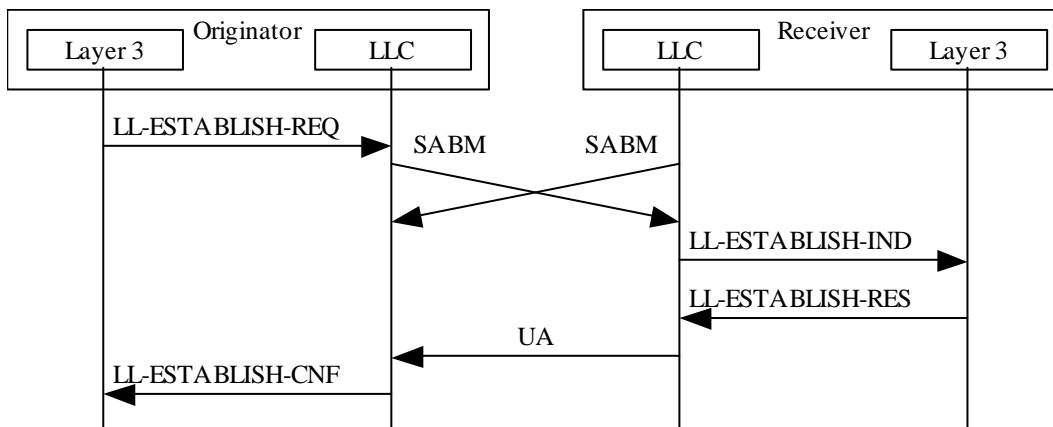 Originator
Receiver
Layer 3
LLC
LLC
Layer 3
LL-ESTABLISH-REQ
SABM
SABM
LL-ESTABLISH-IND
LL-ESTABLISH-RES
UA
LL-ESTABLISH-CNF